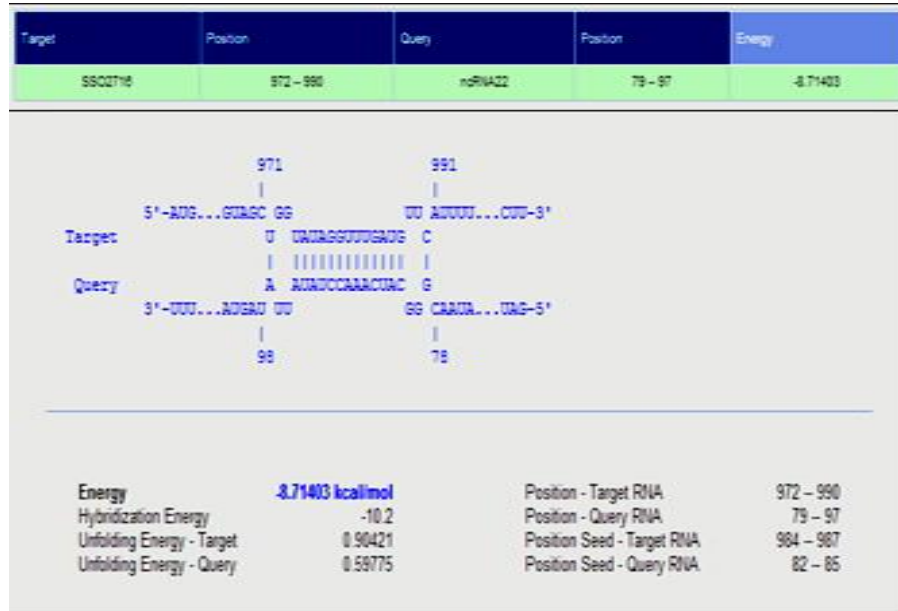 Target Position Query Position Energy
SSO2716 972 -- 990 ncRNA22 79 -- 97 -8.71403
971 991
| |
5'-AUG...GUAGC GG UU AUUUU...CUU-3'
Target U UAUAGGUUUGAUG C
| ||||||||||||| |
Query A AUAUCCAAACUAC G
3'-UUU...AUGAU UU GG CAAUA...UAG-5'
| |
98 78
Energy -8.71403 kcal/mol Position - Target RNA 972 -- 990
Hybridization Energy -10.2 Position - Query RNA 79 -- 97
Unfolding Energy - Target 0.90421 Position Seed - Target RNA 984 -- 987
Unfolding Energy - Query 0.59775 Position Seed - Query RNA 82 -- 85